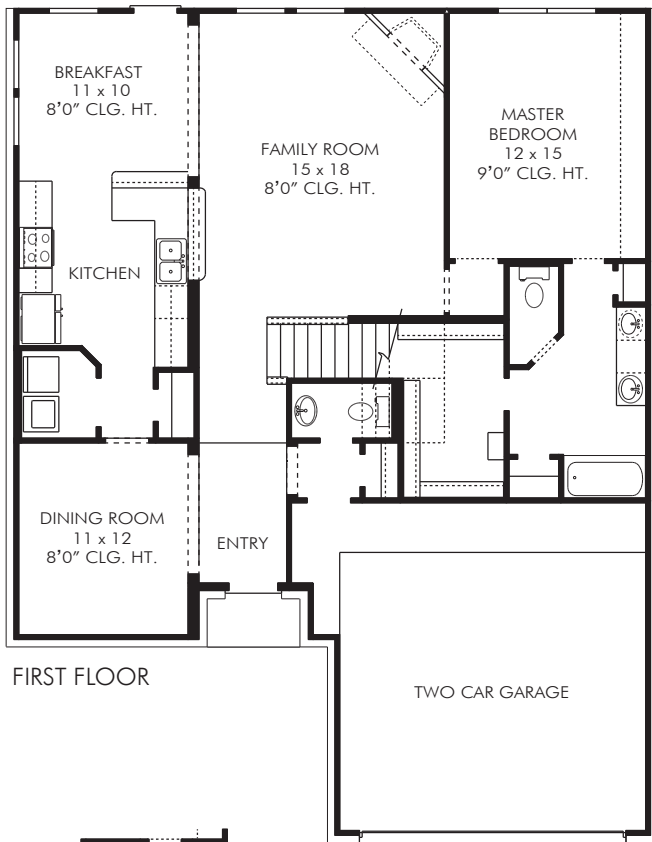 BREAKFAST
11 x 10
8'0" CLG. HT.
FAMILY ROOM
15 x 18
8'0" CLG. HT.
MASTER
BEDROOM
12 x 15
9'0" CLG. HT.
KITCHEN
DINING ROOM
11 x 12
8'0" CLG. HT.
ENTRY
FIRST FLOOR
TWO CAR GARAGE